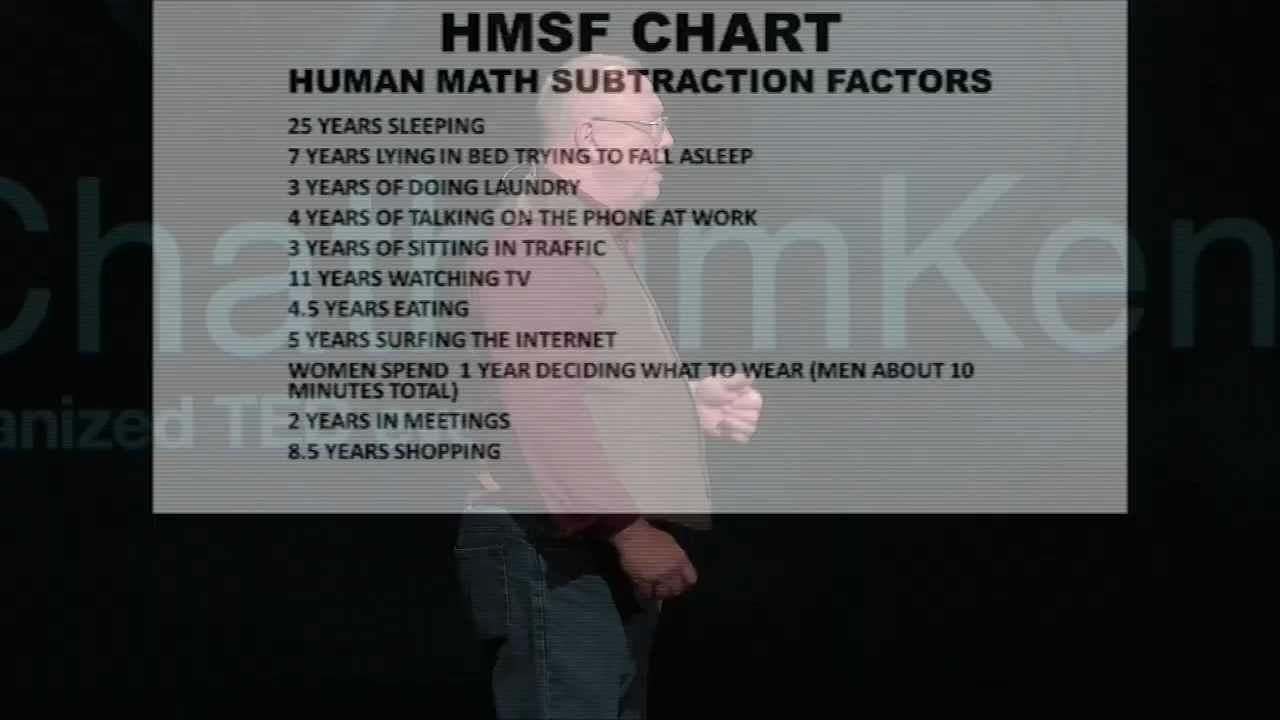 HMSF CHART
HUMAN MATH SUBTRACTION FACTORS
25 YEARS SLEEPING
7 YEARS LYING IN BED TRYING TO FALL ASLEEP
3 YEARS OF DOING LAUNDRY
4 YEARS OF TALKING ON THE PHONE AT WORK
3 YEARS OF SITTING IN TRAFFIC
11 YEARS WATCHING TV
4.5 YEARS EATING
5 YEARS SURFING THE INTERNET
WOMEN SPEND 1 YEAR DECIDING WHAT TO WEAR (MEN ABOUT 10
MINUTES TOTAL)
2 YEARS IN MEETINGS
8.5 YEARS SHOPPING